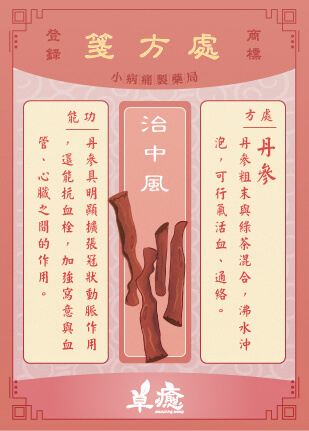 商標
處方箋
登錄
小病痛製藥局
處方
丹參
丹參粗末與綠茶混合，沸水沖
泡，可行氣活血、通絡。
治中風
功能
丹參具明顯擴張冠狀動脈作用
，還能抗血栓，加強寫意與血
管、心臟之間的作用。
草癒